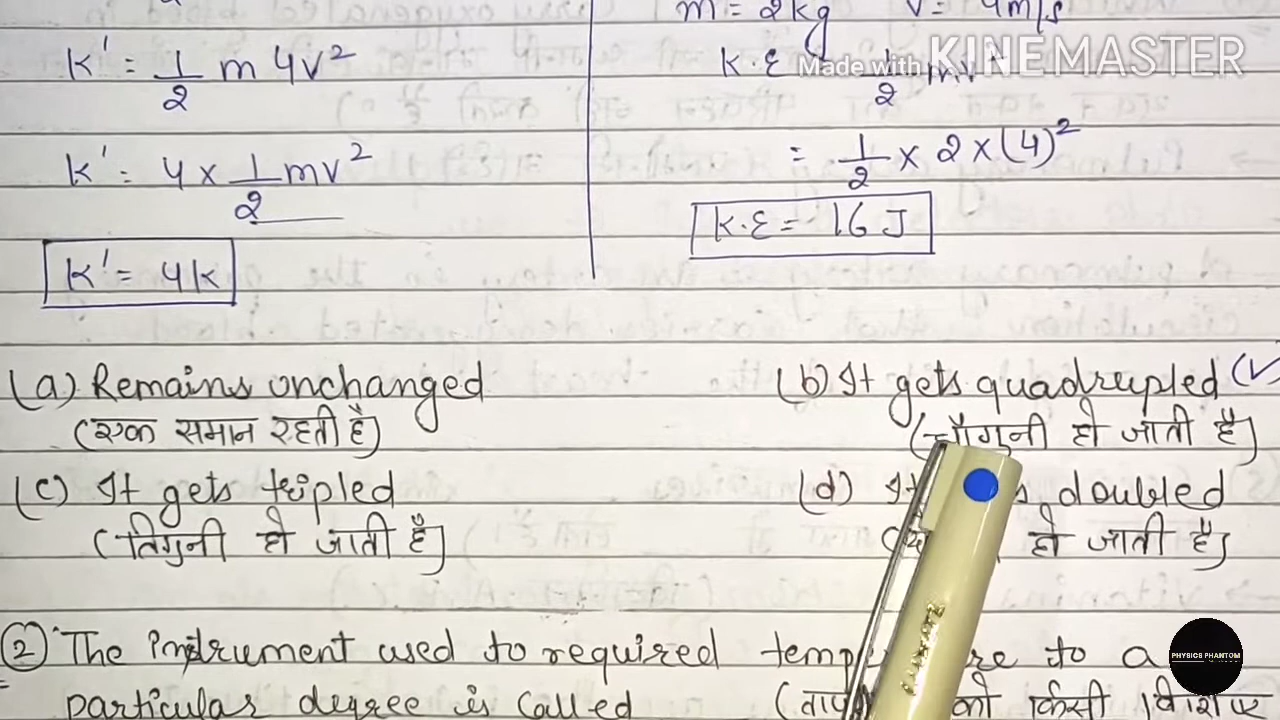 m = 2kg V = 4m/s
K' = 1/2 m 4v²
K' = 4 × 1/2 mv²
K' = 4K
K.E 1/2 mv²
= 1/2 × 2 × (4)²
K.E = 16 J
Made with KINEMASTER
(a) Remains unchanged
(एक समान रहती है)
(b) It gets quadrupled (✓
(चौगुनी हो जाती है)
(c) It gets tripled
(तिगुनी हो जाती है)
(d) It doubled
हो जाती है)
② The instrument used to required to a
particular degree is called
को किसी विशेष
PHYSICS PHANTOM